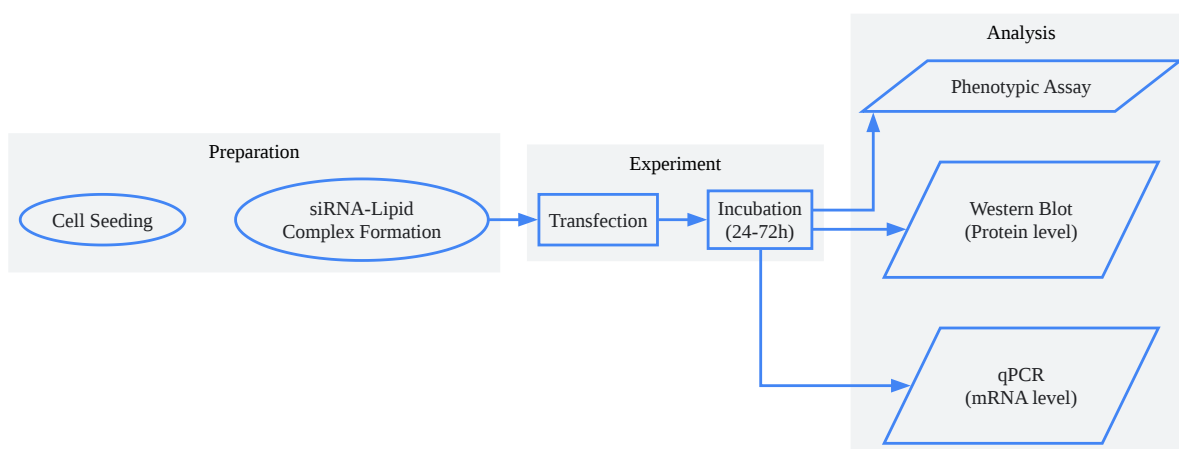 Preparation
Cell Seeding
siRNA-Lipid
Complex Formation
Experiment
Transfection
Incubation
(24-72h)
Analysis
Phenotypic Assay
Western Blot
(Protein level)
qPCR
(mRNA level)